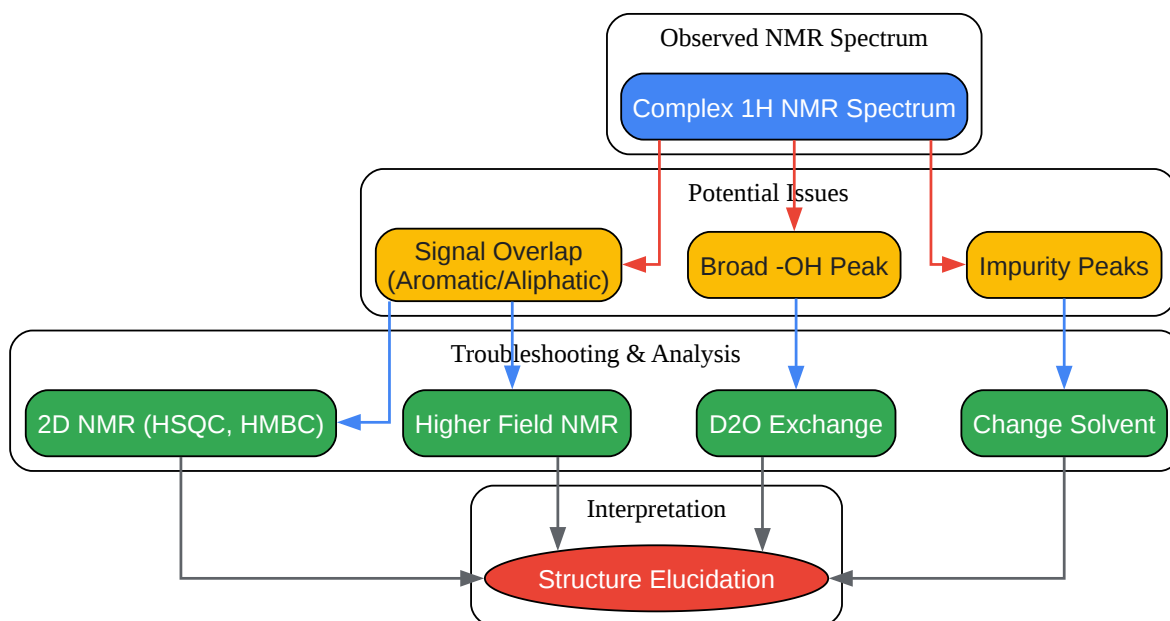 Observed NMR Spectrum
Complex 1H NMR Spectrum
Potential Issues
Signal Overlap
(Aromatic/Aliphatic)
Broad -OH Peak
Impurity Peaks
Troubleshooting & Analysis
2D NMR (HSQC, HMBC)
Higher Field NMR
D2O Exchange
Change Solvent
Interpretation
Structure Elucidation